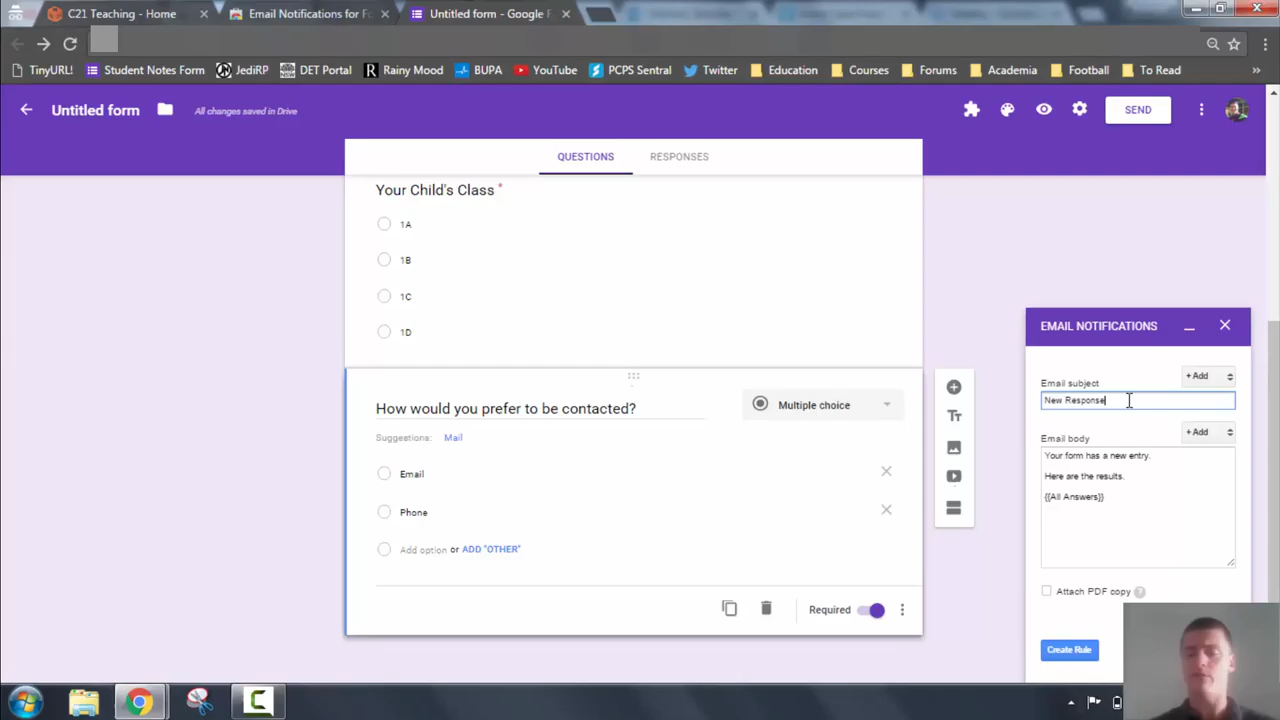 C21 Teaching - Home
Email Notifications for Fo
Untitled form - Google F
TinyURL!
Student Notes Form
JediRP
DET Portal
Rainy Mood
BUPA
YouTube
PCPS Sentral
Twitter
Education
Courses
Forums
Academia
Football
To Read
»
Untitled form
All changes saved in Drive
SEND
QUESTIONS
RESPONSES
Your Child's Class *
1A
1B
1C
1D
How would you prefer to be contacted?
Multiple choice
Suggestions: Mail
Email
Phone
Add option or ADD "OTHER"
Required
EMAIL NOTIFICATIONS
+ Add
Email subject
New Response
+ Add
Email body
Your form has a new entry.
Here are the results.
{{All Answers}}
Attach PDF copy ?
Create Rule